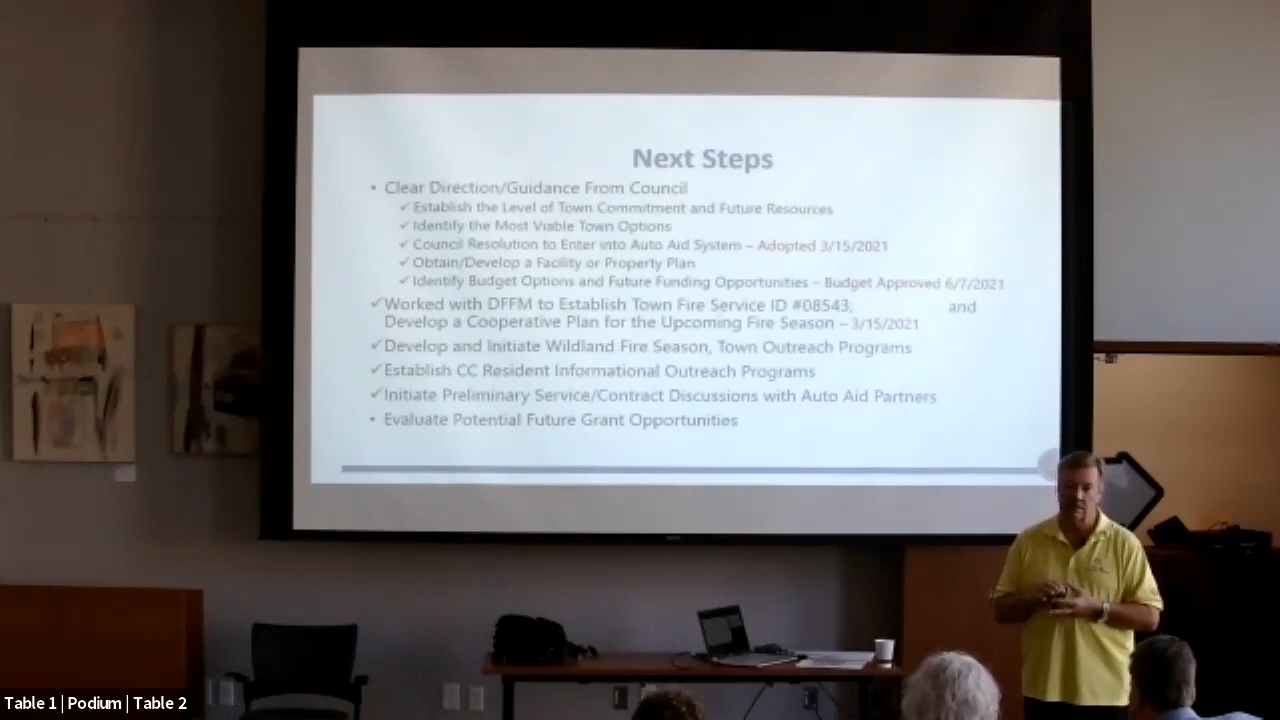 Next Steps
• Clear Direction/Guidance From Council
✓ Establish the Level of Town Commitment and Future Resources
✓ Identify the Most Viable Town Options
✓ Council Resolution to Enter into Auto Aid System – Adopted 3/15/2021
✓ Obtain/Develop a Facility or Property Plan
✓ Identify Budget Options and Future Funding Opportunities – Budget Approved 6/7/2021
✓ Worked with DFFM to Establish Town Fire Service ID #08543; and
Develop a Cooperative Plan for the Upcoming Fire Season – 3/15/2021
✓ Develop and Initiate Wildland Fire Season, Town Outreach Programs
✓ Establish CC Resident Informational Outreach Programs
✓ Initiate Preliminary Service/Contract Discussions with Auto Aid Partners
• Evaluate Potential Future Grant Opportunities
Table 1 | Podium | Table 2